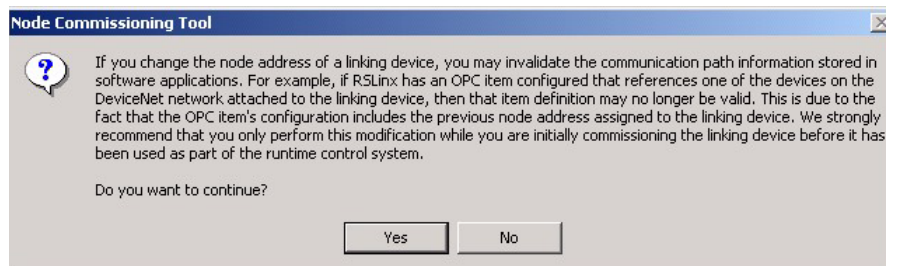 Node Commissioning Tool
If you change the node address of a linking device, you may invalidate the communication path information stored in
software applications. For example, if RSLinx has an OPC item configured that references one of the devices on the
DeviceNet network attached to the linking device, then that item definition may no longer be valid. This is due to the
fact that the OPC item's configuration includes the previous node address assigned to the linking device. We strongly
recommend that you only perform this modification while you are initially commissioning the linking device before it has
been used as part of the runtime control system.
Do you want to continue?
Yes No